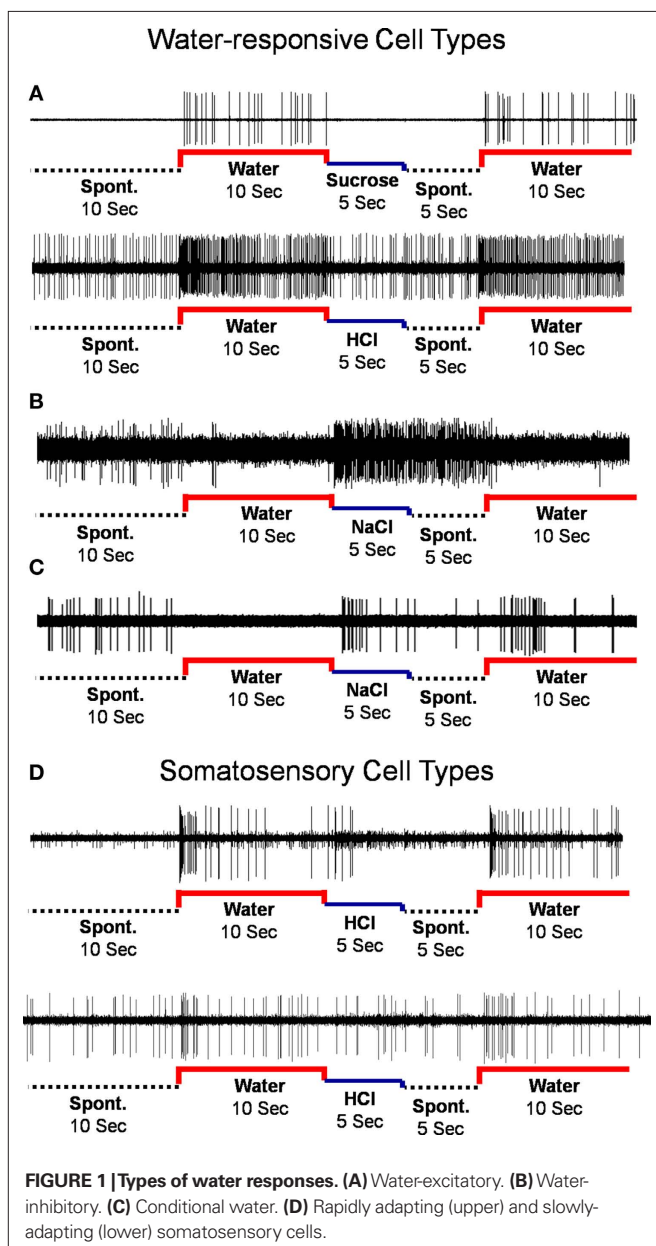 Water-responsive Cell Types
A
Spont. Water Sucrose Spont. Water
10 Sec 10 Sec 5 Sec 5 Sec 10 Sec
Spont. Water HCl Spont. Water
10 Sec 10 Sec 5 Sec 5 Sec 10 Sec
B
Spont. Water NaCl Spont. Water
10 Sec 10 Sec 5 Sec 5 Sec 10 Sec
C
Spont. Water NaCl Spont. Water
10 Sec 10 Sec 5 Sec 5 Sec 10 Sec
D Somatosensory Cell Types
Spont. Water HCl Spont. Water
10 Sec 10 Sec 5 Sec 5 Sec 10 Sec
Spont. Water HCl Spont. Water
10 Sec 10 Sec 5 Sec 5 Sec 10 Sec
FIGURE 1 | Types of water responses. (A) Water-excitatory. (B) Water-
inhibitory. (C) Conditional water. (D) Rapidly adapting (upper) and slowly-
adapting (lower) somatosensory cells.